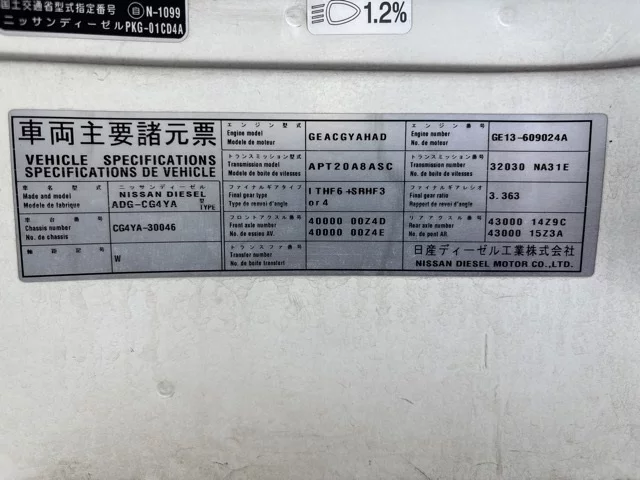 国土交通省型式指定番号 自 N-1099
ニッサンディーゼル PKG-01CD4A
1.2%
車両主要諸元票
VEHICLE SPECIFICATIONS
SPECIFICATIONS DE VEHICLE
車名
Made and model
Modele de fabrique
ニッサンディーゼル
NISSAN DIESEL
ADG-CG4YA 型 TYPE
車台番号
Chassis number
No. de chassis
CG4YA-30046
軸距記号
W
エンジン型式
Engine model
Modele de moteur
GEACGYAHAD
エンジン番号
Engine number
No. de moteur
GE13-609024A
トランスミッション型式
Transmission model
Modele de boite de vitesses
APT20A8ASC
トランスミッション番号
Transmission number
No. de boite de vitesses
32030 NA31E
ファイナルギアタイプ
Final gear type
Type de rever d'angle
1THF6+SRHF3
or 4
ファイナルギアレシオ
Final gear ratio
Rapport de rever d'angle
3.363
フロントアクスル番号
Front axle number
No. de essieu AV.
40000 00Z4D
40000 00Z4E
リアアクスル番号
Rear axle number
No. de pont AR.
43000 14Z9C
43000 15Z3A
トランスファ番号
Transfer number
No. de boite transfert
日産ディーゼル工業株式会社
NISSAN DIESEL MOTOR CO.,LTD.